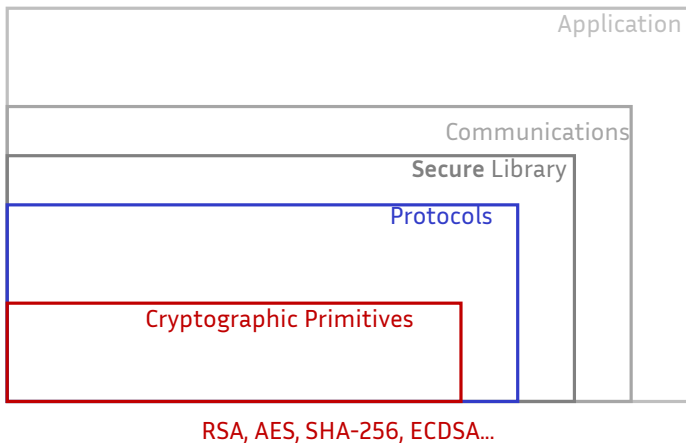 Application
Communications
Secure Library
Protocols
Cryptographic Primitives
RSA, AES, SHA-256, ECDSA…